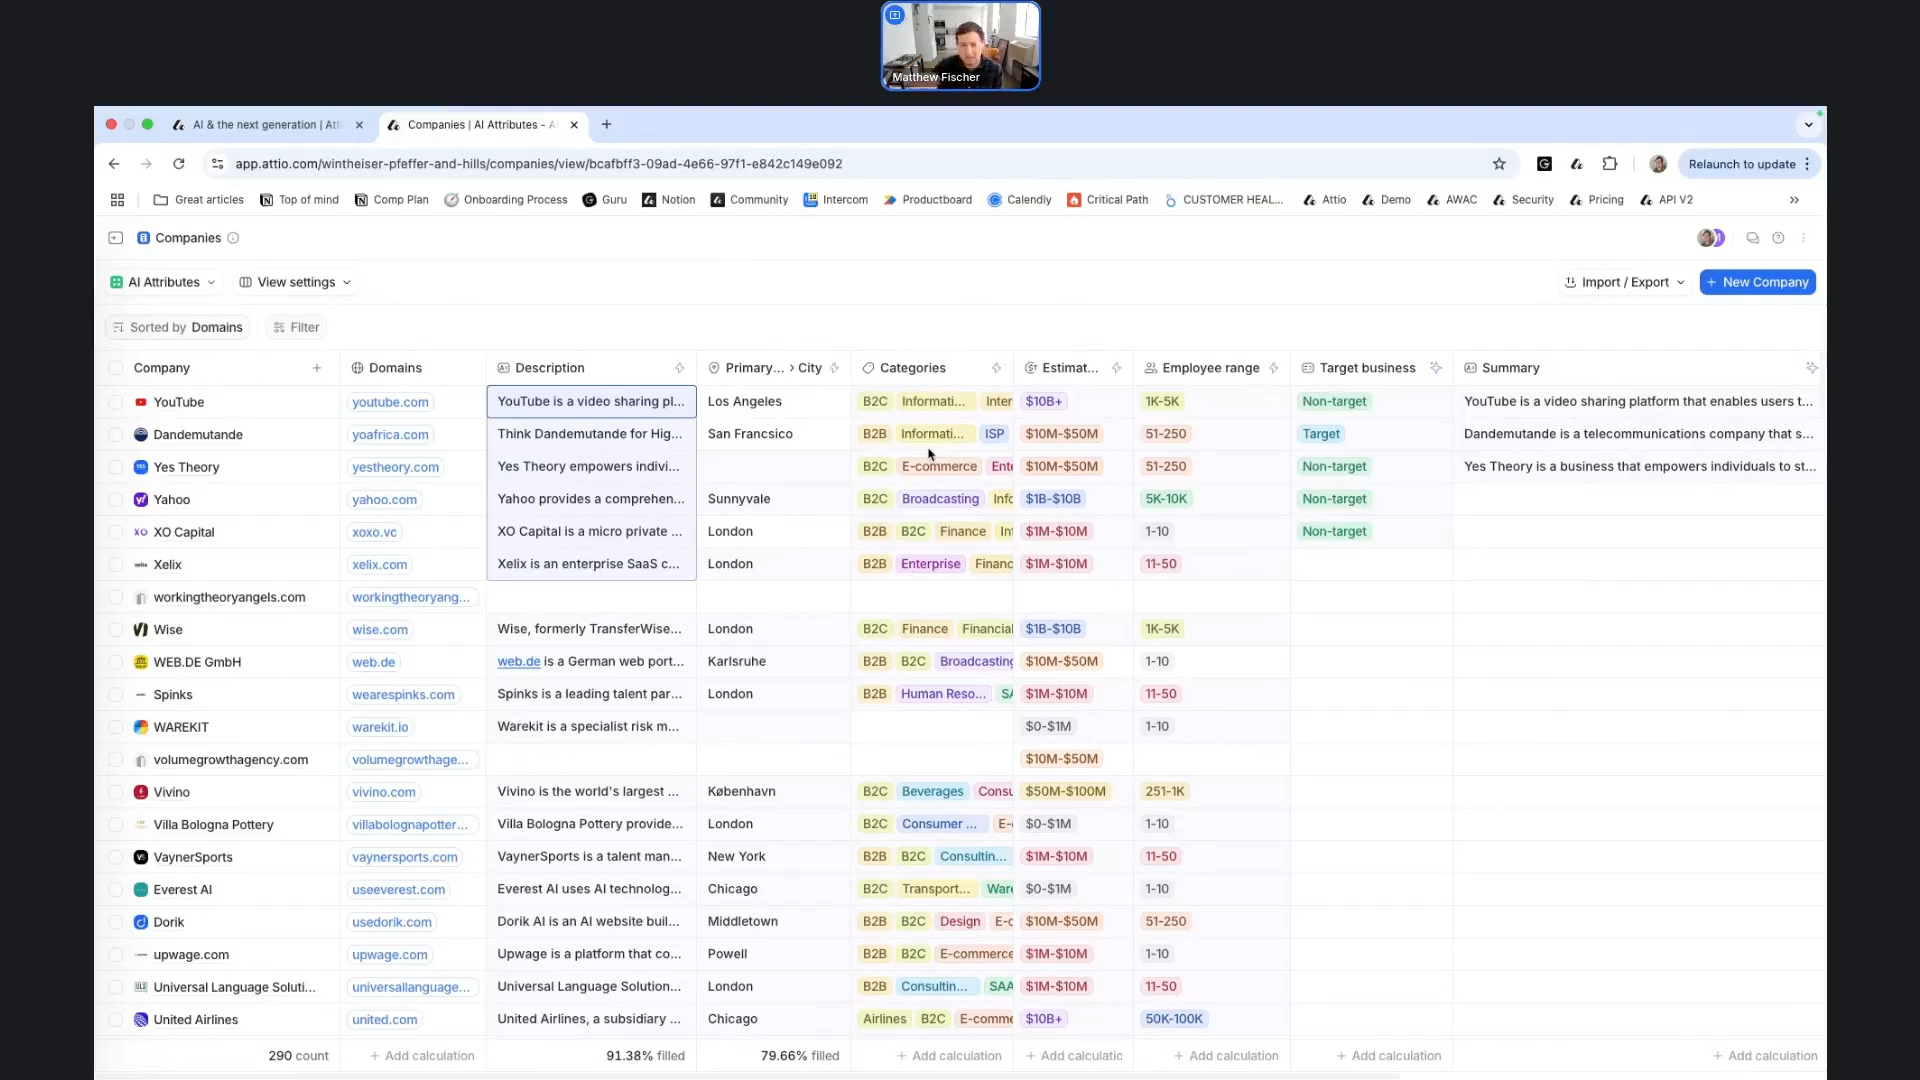 Matthew Fischer
AI & the next generation | Atti
Companies | AI Attributes - A
app.attio.com/wintheiser-pfeffer-and-hills/companies/view/bcafbff3-09ad-4e66-97f1-e842c149e092
Relaunch to update
Great articles Top of mind Comp Plan Onboarding Process Guru Notion Community Intercom Productboard Calendly Critical Path CUSTOMER HEAL... Attio Demo AWAC Security Pricing API V2
Companies
AI Attributes View settings Import / Export + New Company
Sorted by Domains Filter
Company Domains Description Primary... › City Categories Estimat... Employee range Target business Summary
YouTube youtube.com YouTube is a video sharing pl... Los Angeles B2C Informati... Inter $10B+ 1K-5K Non-target YouTube is a video sharing platform that enables users t...
Dandemutande yoafrica.com Think Dandemutande for Hig... San Francsico B2B Informati... ISP $10M-$50M 51-250 Target Dandemutande is a telecommunications company that s...
YES Yes Theory yestheory.com Yes Theory empowers indivi... B2C E-commerce Ente $10M-$50M 51-250 Non-target Yes Theory is a business that empowers individuals to st...
Yahoo yahoo.com Yahoo provides a comprehen... Sunnyvale B2C Broadcasting Info $1B-$10B 5K-10K Non-target
XO XO Capital xoxo.vc XO Capital is a micro private ... London B2B B2C Finance Int $1M-$10M 1-10 Non-target
Xelix xelix.com Xelix is an enterprise SaaS c... London B2B Enterprise Financ $1M-$10M 11-50
workingtheoryangels.com workingtheoryang...
Wise wise.com Wise, formerly TransferWise... London B2C Finance Financial $1B-$10B 1K-5K
WEB.DE GmbH web.de web.de is a German web port... Karlsruhe B2B B2C Broadcasting $10M-$50M 1-10
Spinks wearespinks.com Spinks is a leading talent par... London B2B Human Reso... SA $1M-$10M 11-50
WAREKIT warekit.io Warekit is a specialist risk m... $0-$1M 1-10
volumegrowthagency.com volumegrowthage... $10M-$50M
Vivino vivino.com Vivino is the world's largest ... København B2C Beverages Consu $50M-$100M 251-1K
Villa Bologna Pottery villabolognapotter... Villa Bologna Pottery provide... London B2C Consumer ... E-c $0-$1M 1-10
VaynerSports vaynersports.com VaynerSports is a talent man... New York B2B B2C Consultin... $1M-$10M 11-50
Everest AI useeverest.com Everest AI uses AI technolog... Chicago B2C Transport... Ware $0-$1M 1-10
Dorik usedorik.com Dorik AI is an AI website buil... Middletown B2B B2C Design E-c $10M-$50M 51-250
upwage.com upwage.com Upwage is a platform that co... Powell B2B B2C E-commerce $1M-$10M 1-10
Universal Language Soluti... universallanguage... Universal Language Solution... London B2B Consultin... SAA $1M-$10M 11-50
United Airlines united.com United Airlines, a subsidiary ... Chicago Airlines B2C E-comme $10B+ 50K-100K
290 count + Add calculation 91.38% filled 79.66% filled + Add calculation + Add calculatio + Add calculation + Add calculation + Add calculation